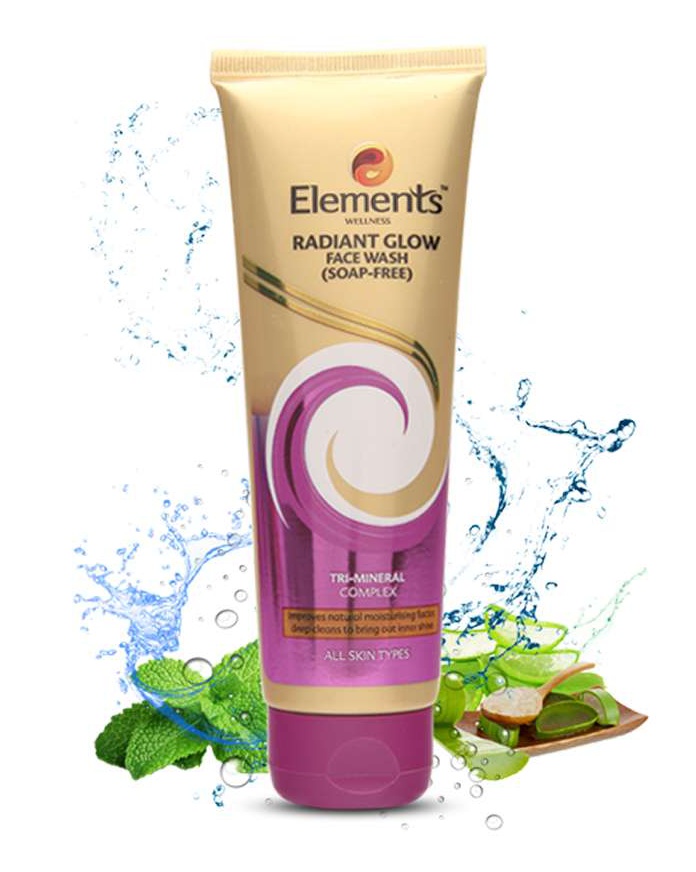 Elements™
WELLNESS
RADIANT GLOW
FACE WASH
(SOAP-FREE)
TRI-MINERAL
COMPLEX
Improves natural moisturising factor,
deep-cleans to bring out inner shine
ALL SKIN TYPES